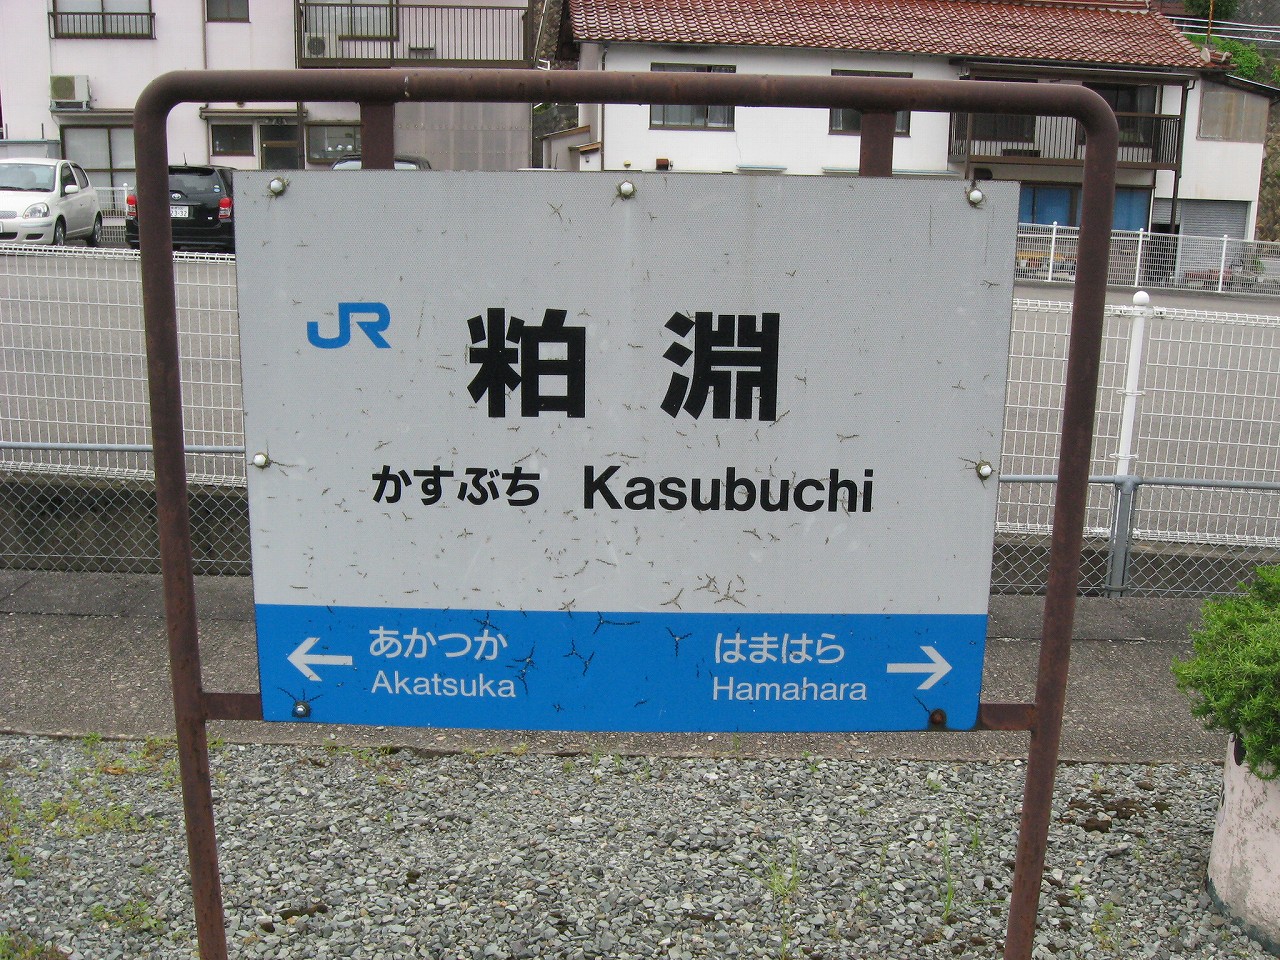 JR 粕淵
かすぶち Kasubuchi
← あかつか はまはら →
Akatsuka Hamahara